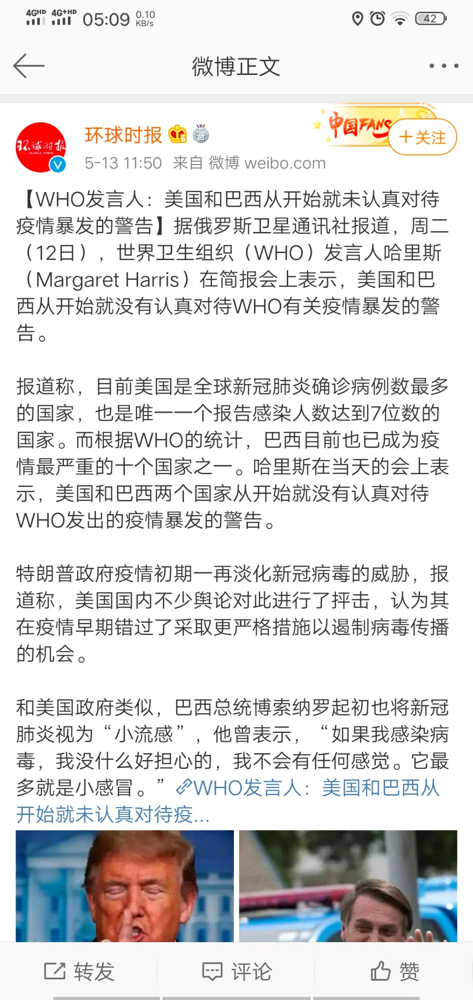 4GHD 4G+HD 05:09 0.10 KB/s 42
微博正文
中国FANS
环球时报
GLOBAL TIMES
环球时报 6 答
+关注
5-13 11:50 来自 微博 weibo.com
【WHO发言人：美国和巴西从开始就未认真对待
疫情暴发的警告】据俄罗斯卫星通讯社报道，周二
（12日），世界卫生组织（WHO）发言人哈里斯
（Margaret Harris）在简报会上表示，美国和巴
西从开始就没有认真对待WHO有关疫情暴发的警
告。
报道称，目前美国是全球新冠肺炎确诊病例数最多
的国家，也是唯一一个报告感染人数达到7位数的
国家。而根据WHO的统计，巴西目前也已成为疫
情最严重的十个国家之一。哈里斯在当天的会上表
示，美国和巴西两个国家从开始就没有认真对待
WHO发出的疫情暴发的警告。
特朗普政府疫情初期一再淡化新冠病毒的威胁，报
道称，美国国内不少舆论对此进行了抨击，认为其
在疫情早期错过了采取更严格措施以遏制病毒传播
的机会。
和美国政府类似，巴西总统博索纳罗起初也将新冠
肺炎视为“小流感”，他曾表示，“如果我感染病
毒，我没什么好担心的，我不会有任何感觉。它最
多就是小感冒。” WHO发言人：美国和巴西从
开始就未认真对待疫...
转发 评论 赞